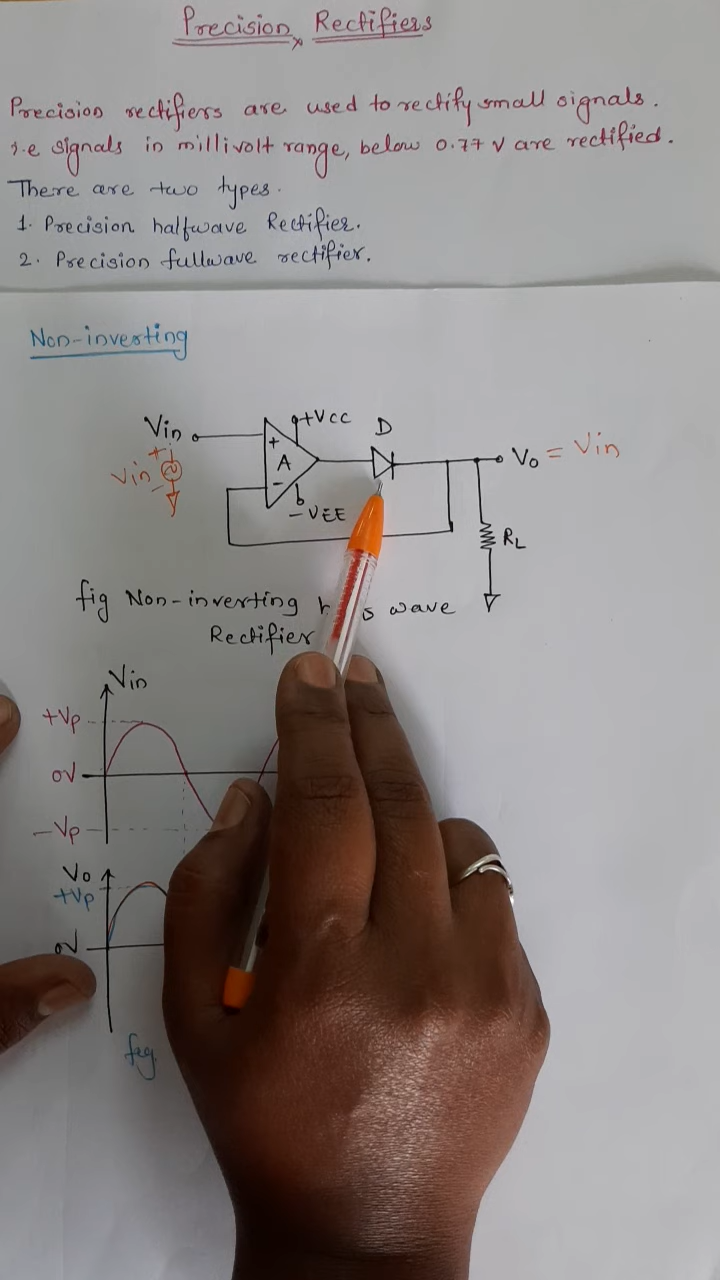 Precision Rectifiers
Precision rectifiers are used to rectify small signals.
i.e signals in millivolt range, below 0.77 V are rectified.
There are two types.
1. Precision halfwave Rectifier.
2. Precision fullwave rectifier.
Non-inverting
+VCC
D
Vin
+
A
-
Vo = Vin
+
Vin
-
-VEE
RL
fig Non-inverting wave
Rectifier
Vin
+Vp
0V
-Vp
Vo
+Vp
0V
fig